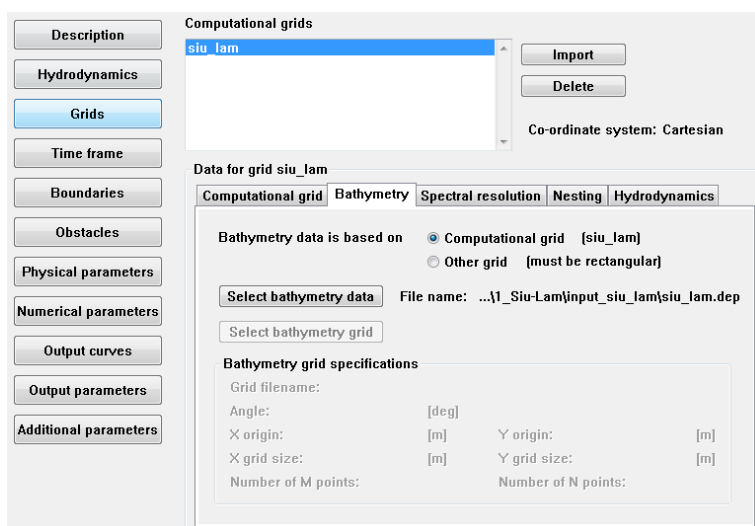 Description
Hydrodynamics
Grids
Time frame
Boundaries
Obstacles
Physical parameters
Numerical parameters
Output curves
Output parameters
Additional parameters
Computational grids
siu_lam
Import
Delete
Co-ordinate system: Cartesian
Data for grid siu_lam
Computational grid Bathymetry Spectral resolution Nesting Hydrodynamics
Bathymetry data is based on Computational grid (siu_lam)
Other grid (must be rectangular)
Select bathymetry data File name: ...\1_Siu-Lam\input_siu_lam\siu_lam.dep
Select bathymetry grid
Bathymetry grid specifications
Grid filename:
Angle: [deg]
X origin: [m] Y origin: [m]
X grid size: [m] Y grid size: [m]
Number of M points: Number of N points: